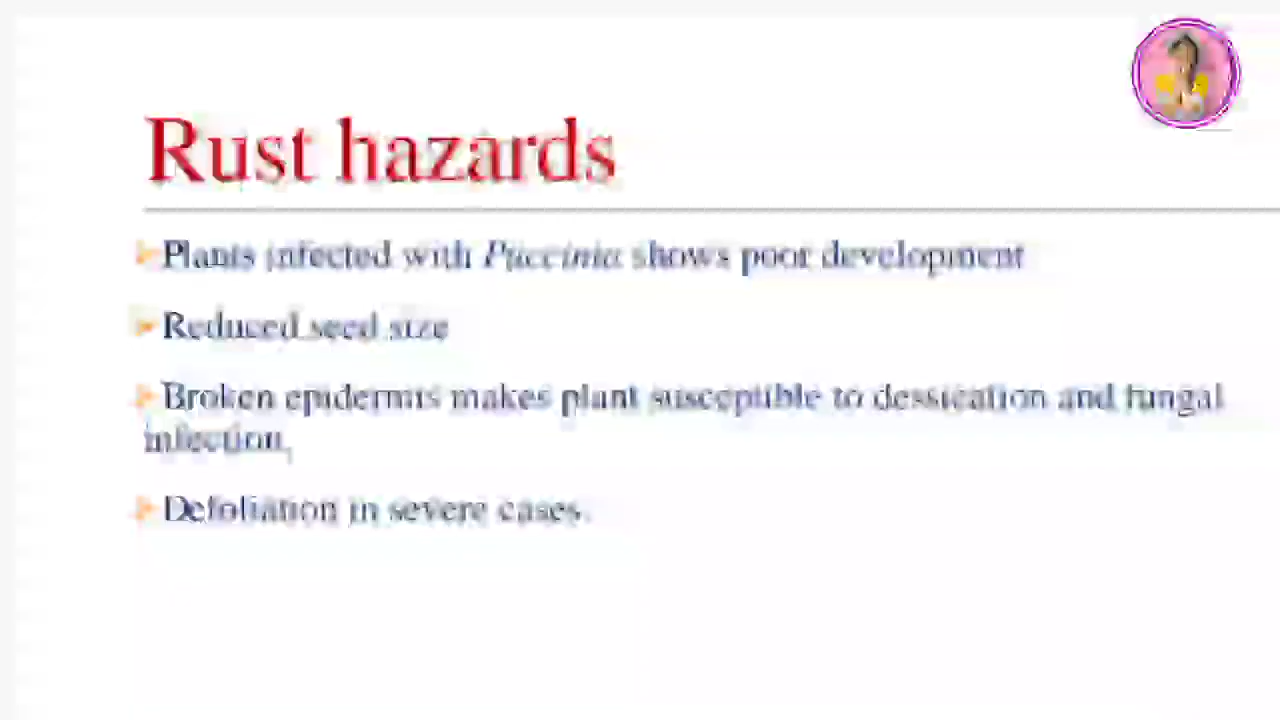 Rust hazards
Plants infected with Puccinia shows poor development
Reduced seed size
Broken epidermis makes plant susceptible to dessication and fungal
infection.
Defoliation in severe cases.